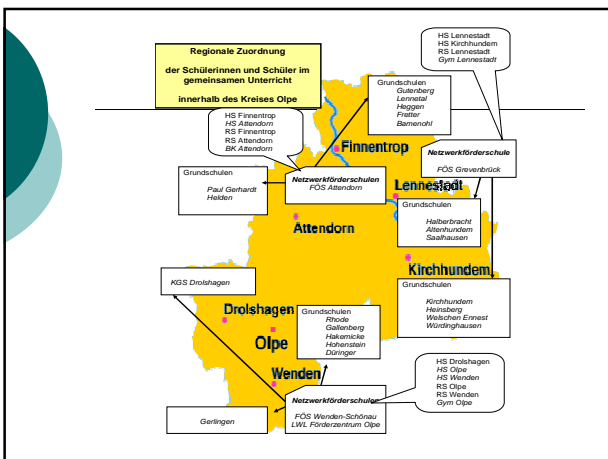 Regionale Zuordnung
der Schülerinnen und Schüler im
gemeinsamen Unterricht
innerhalb des Kreises Olpe
HS Lennestadt
HS Kirchhundem
RS Lennestadt
Gym Lennestadt
Grundschulen
Gutenberg
Lennetal
Heggen
Fretter
Bamenohl
HS Finnentrop
HS Attendorn
RS Finnentrop
RS Attendorn
BK Attendorn
Finnentrop
Netzwerkförderschule
FÖS Grevenbrück
Grundschulen
Paul Gerhardt
Helden
Netzwerkförderschulen
FÖS Attendorn
Lennestadt
Grundschulen
Halberbracht
Altenhundem
Saalhausen
Attendorn
Kirchhundem
KGS Drolshagen
Grundschulen
Kirchhundem
Heinsberg
Welschen Ennest
Würdinghausen
Drolshagen
Olpe
Grundschulen
Rhode
Gallenberg
Hakemicke
Hohenstein
Düringer
Wenden
HS Drolshagen
HS Olpe
HS Wenden
RS Olpe
RS Wenden
Gym Olpe
Netzwerkförderschulen
FÖS Wenden-Schönau
LWL Förderzentrum Olpe
Gerlingen